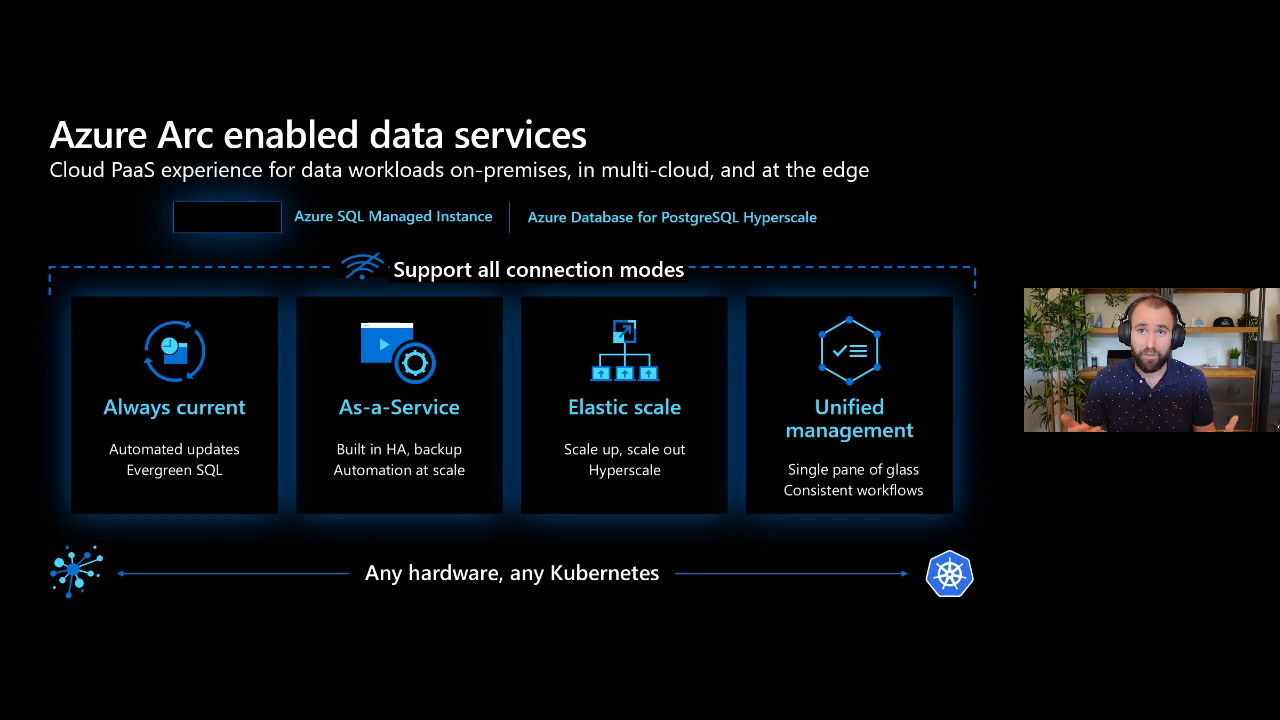 Azure Arc enabled data services
Cloud PaaS experience for data workloads on-premises, in multi-cloud, and at the edge
Azure SQL Managed Instance
Azure Database for PostgreSQL Hyperscale
Support all connection modes
Always current
Automated updates
Evergreen SQL
As-a-Service
Built in HA, backup
Automation at scale
Elastic scale
Scale up, scale out
Hyperscale
Unified
management
Single pane of glass
Consistent workflows
Any hardware, any Kubernetes